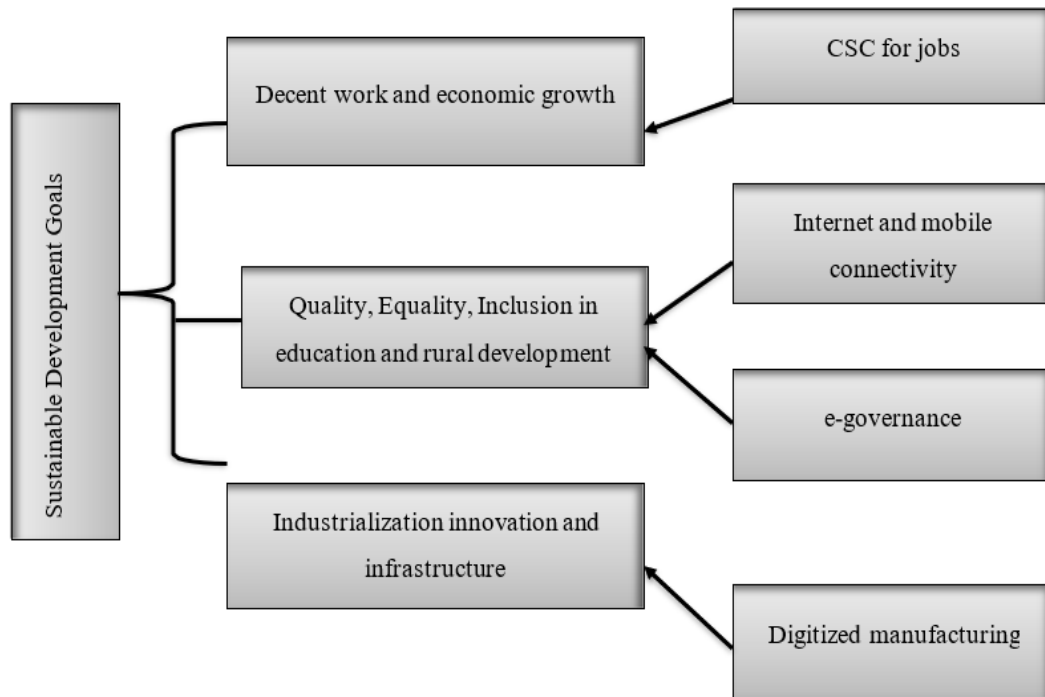 Sustainable Development Goals
Decent work and economic growth
Quality, Equality, Inclusion in
education and rural development
Industrialization innovation and
infrastructure
CSC for jobs
Internet and mobile
connectivity
e-governance
Digitized manufacturing